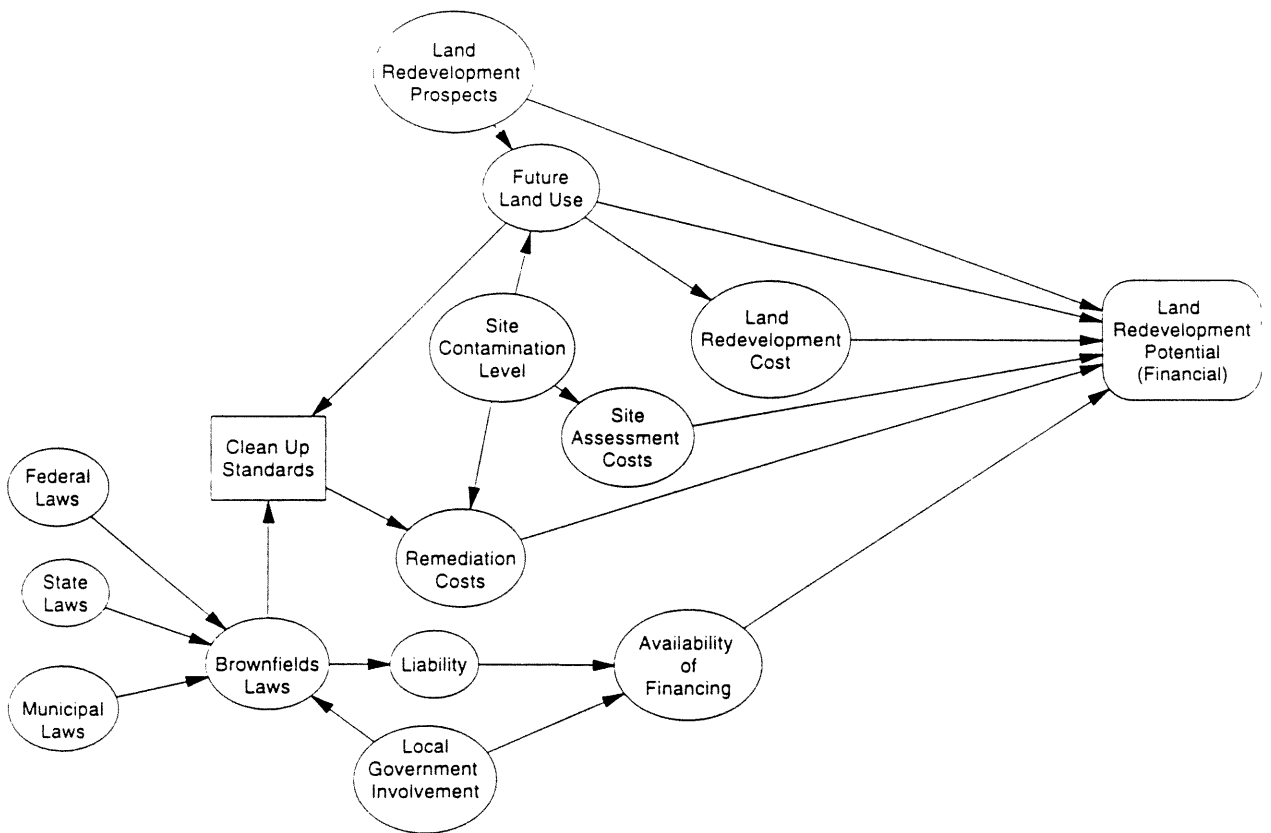 Land
Redevelopment
Prospects
Future
Land Use
Site
Contamination
Level
Land
Redevelopment
Cost
Land
Redevelopment
Potential
(Financial)
Site
Assessment
Costs
Clean Up
Standards
Federal
Laws
Remediation
Costs
State
Laws
Brownfields
Laws
Liability
Availability
of
Financing
Municipal
Laws
Local
Government
Involvement